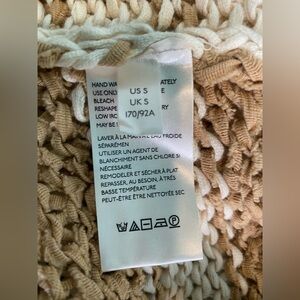 HAND WA
ATELY
USE ONL
US S
BLEACH
UK S
RESHAPE
RY
LOW IRO
170/92A
MAY BE
LAVER À LA MAIN
EAU FROIDE
SÉPARÉMEN
UTILISER UN AGENT DE
BLANCHIMENT SANS CHLORE SI
NÉCESSAIRE
REMODELER ET SÉCHER À PLAT
REPASSER, AU BESOIN, À TRÈS
BASSE TEMPÉRATURE
PEUT-ÊTRE ÊTRE NETTOYÉE SEC